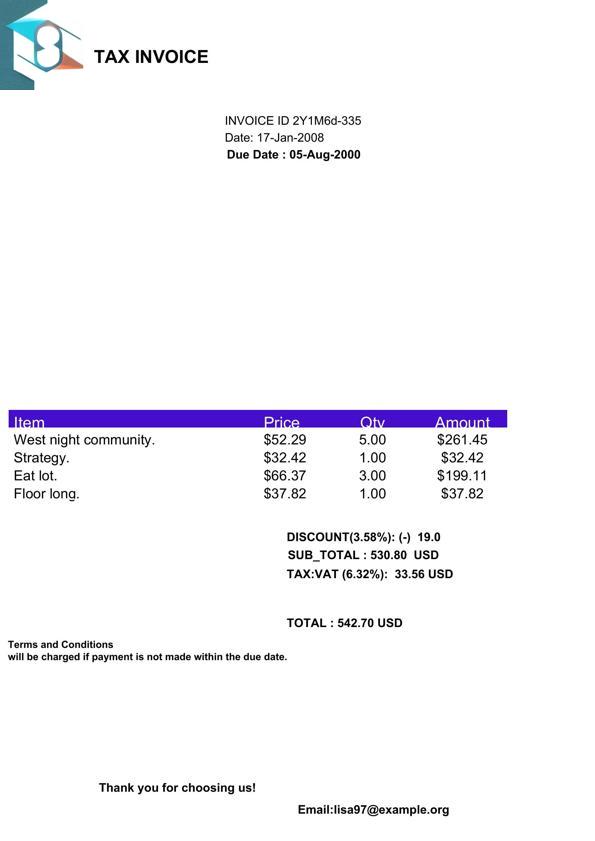 TAX INVOICE
INVOICE ID 2Y1M6d-335
Date: 17-Jan-2008
Due Date : 05-Aug-2000
Item Price Qty Amount
West night community. $52.29 5.00 $261.45
Strategy. $32.42 1.00 $32.42
Eat lot. $66.37 3.00 $199.11
Floor long. $37.82 1.00 $37.82
DISCOUNT(3.58%): (-) 19.0
SUB_TOTAL : 530.80 USD
TAX:VAT (6.32%): 33.56 USD
TOTAL : 542.70 USD
Terms and Conditions
will be charged if payment is not made within the due date.
Thank you for choosing us!
Email:lisa97@example.org